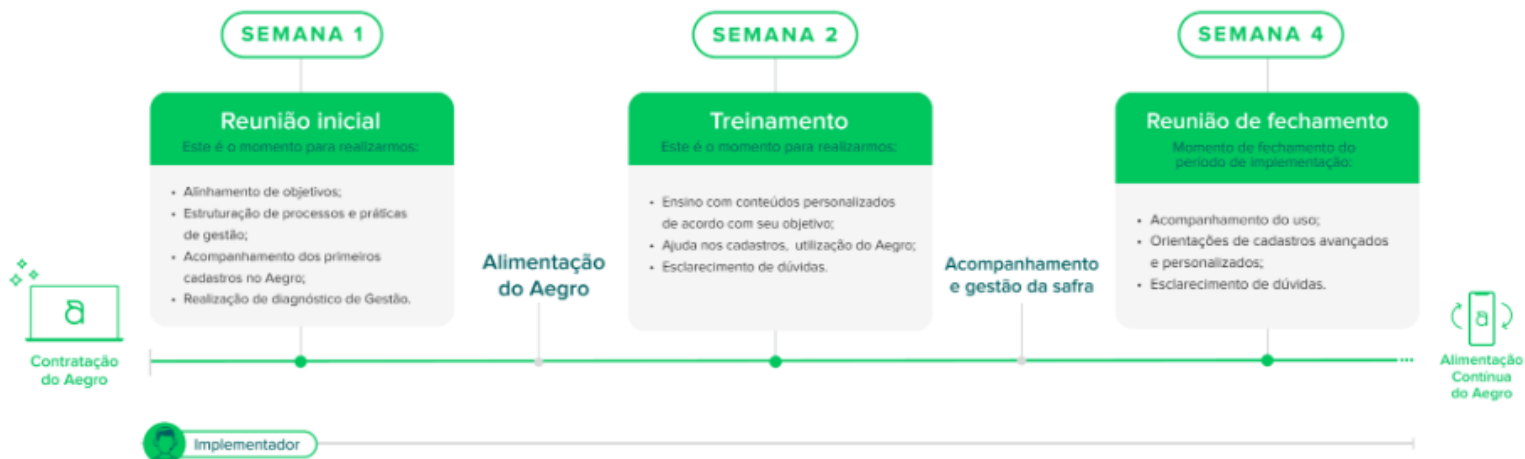 SEMANA 1
Reunião inicial
Este é o momento para realizarmos:
• Alinhamento de objetivos;
• Estruturação de processos e práticas
de gestão;
• Acompanhamento dos primeiros
cadastros no Aegro;
• Realização de diagnóstico de Gestão.
SEMANA 2
Treinamento
Este é o momento para realizarmos:
• Ensino com conteúdos personalizados
de acordo com seu objetivo;
• Ajuda nos cadastros, utilização do Aegro;
• Esclarecimento de dúvidas.
SEMANA 4
Reunião de fechamento
Momento de fechamento do
período de implementação:
• Acompanhamento do uso;
• Orientações de cadastros avançados
e personalizados;
• Esclarecimento de dúvidas.
a
Contratação
do Aegro
Alimentação
do Aegro
Acompanhamento
e gestão da safra
a
Alimentação
Contínua
do Aegro
Implementador